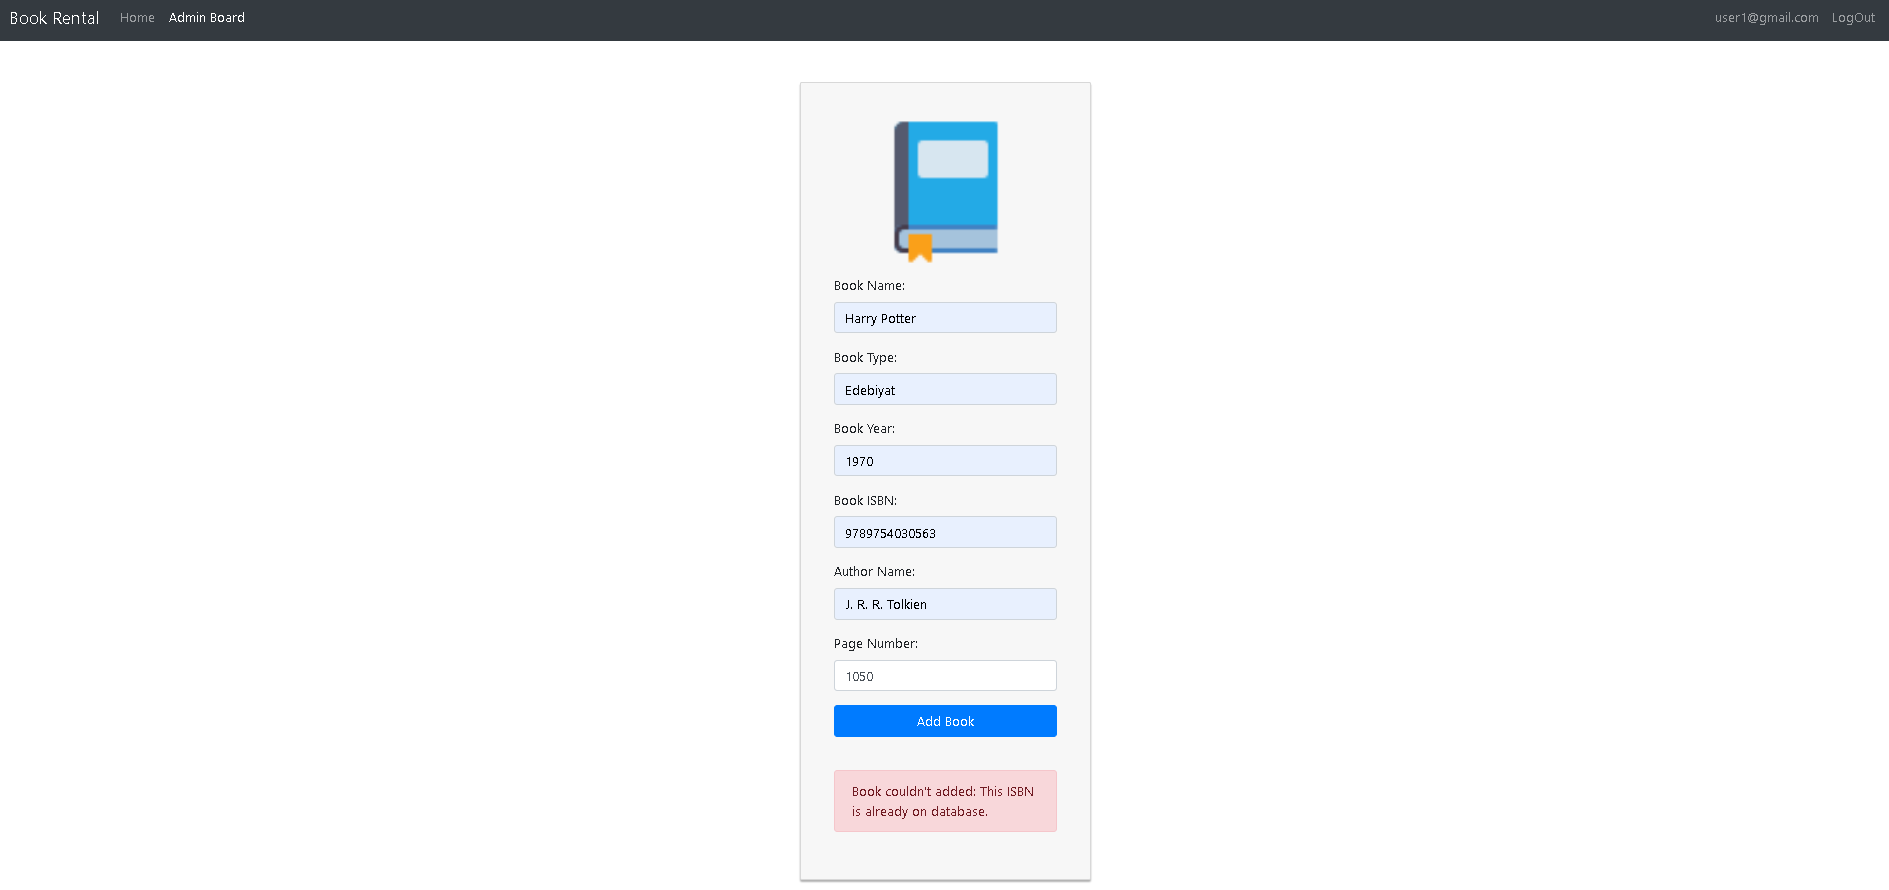 Book Rental Home Admin Board user1@gmail.com LogOut
Book Name:
Harry Potter
Book Type:
Edebiyat
Book Year:
1970
Book ISBN:
9789754030563
Author Name:
J. R. R. Tolkien
Page Number:
1050
Add Book
Book couldn't added: This ISBN
is already on database.